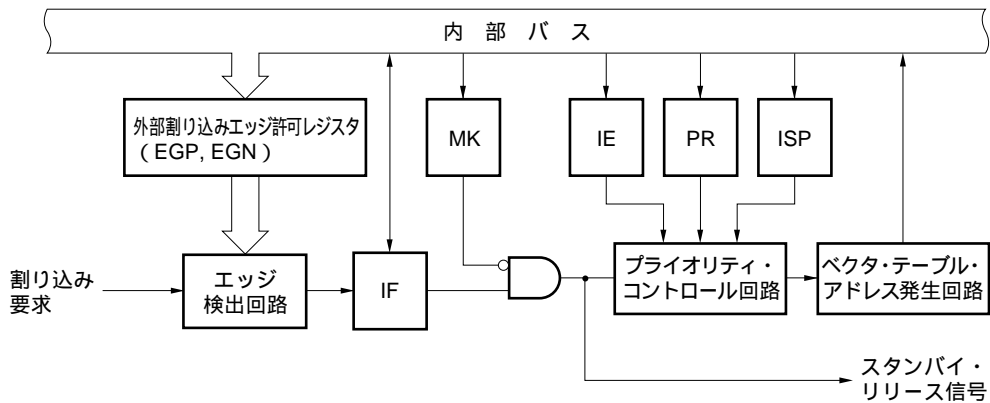 内 部 バ ス
外部割り込みエッジ許可レジスタ
( EGP, EGN )
MK
IE
PR
ISP
割り込み
要求
エッジ
検出回路
IF
プライオリティ・
コントロール回路
ベクタ・テーブル・
アドレス発生回路
スタンバイ・
リリース信号